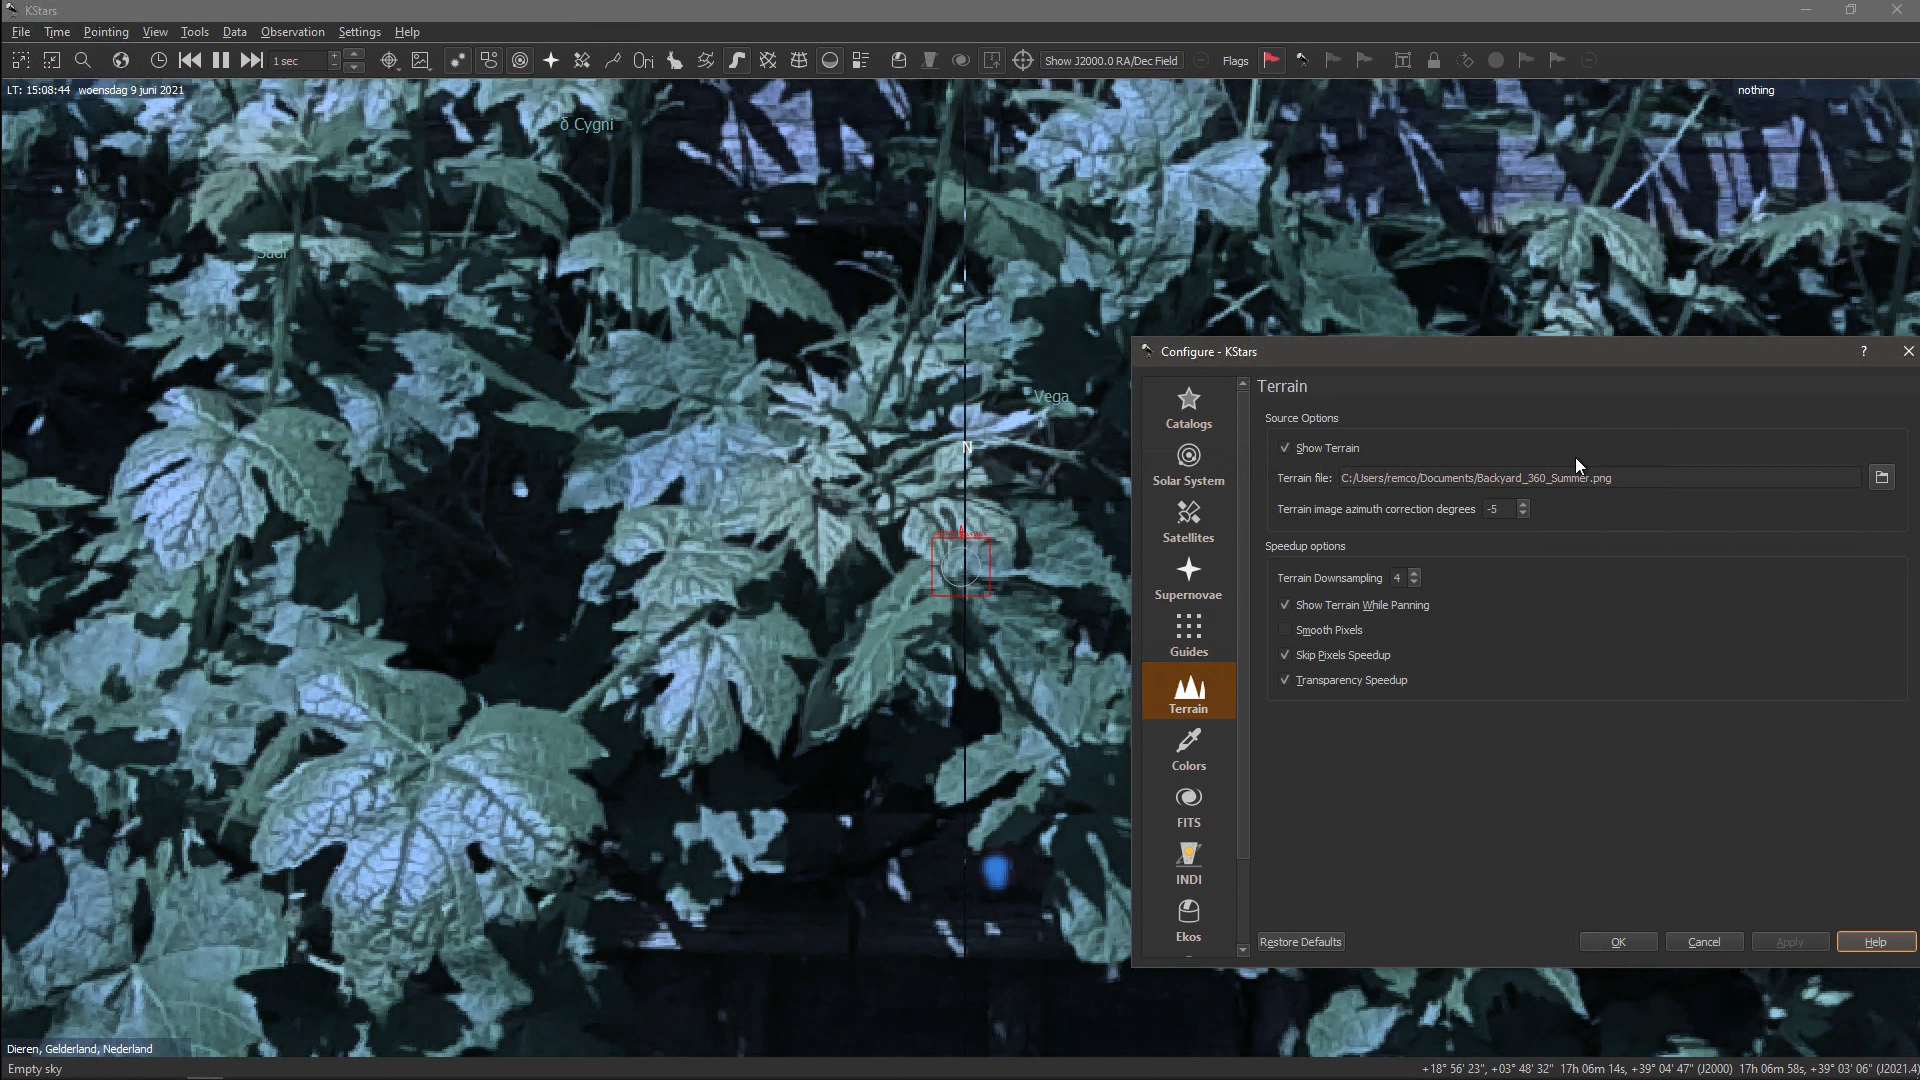 KStars
File Time Pointing View Tools Data Observation Settings Help
1 sec
Ori
Show J2000.0 RA/Dec Field
Flags
LT: 15:08:44 woensdag 9 juni 2021
nothing
δ Cygni
Sadr
Vega
N
Configure - KStars
Catalogs
Solar System
Satellites
Supernovae
Guides
Terrain
Colors
FITS
INDI
Ekos
Terrain
Source Options
Show Terrain
Terrain file: C:/Users/remco/Documents/Backyard_360_Summer.png
Terrain image azimuth correction degrees -5
Speedup options
Terrain Downsampling 4
Show Terrain While Panning
Smooth Pixels
Skip Pixels Speedup
Transparency Speedup
Restore Defaults
OK
Cancel
Apply
Help
Dieren, Gelderland, Nederland
Empty sky
+18° 56' 23", +03° 48' 32" 17h 06m 14s, +39° 04' 47" (J2000) 17h 06m 58s, +39° 03' 06" (J2021.4)